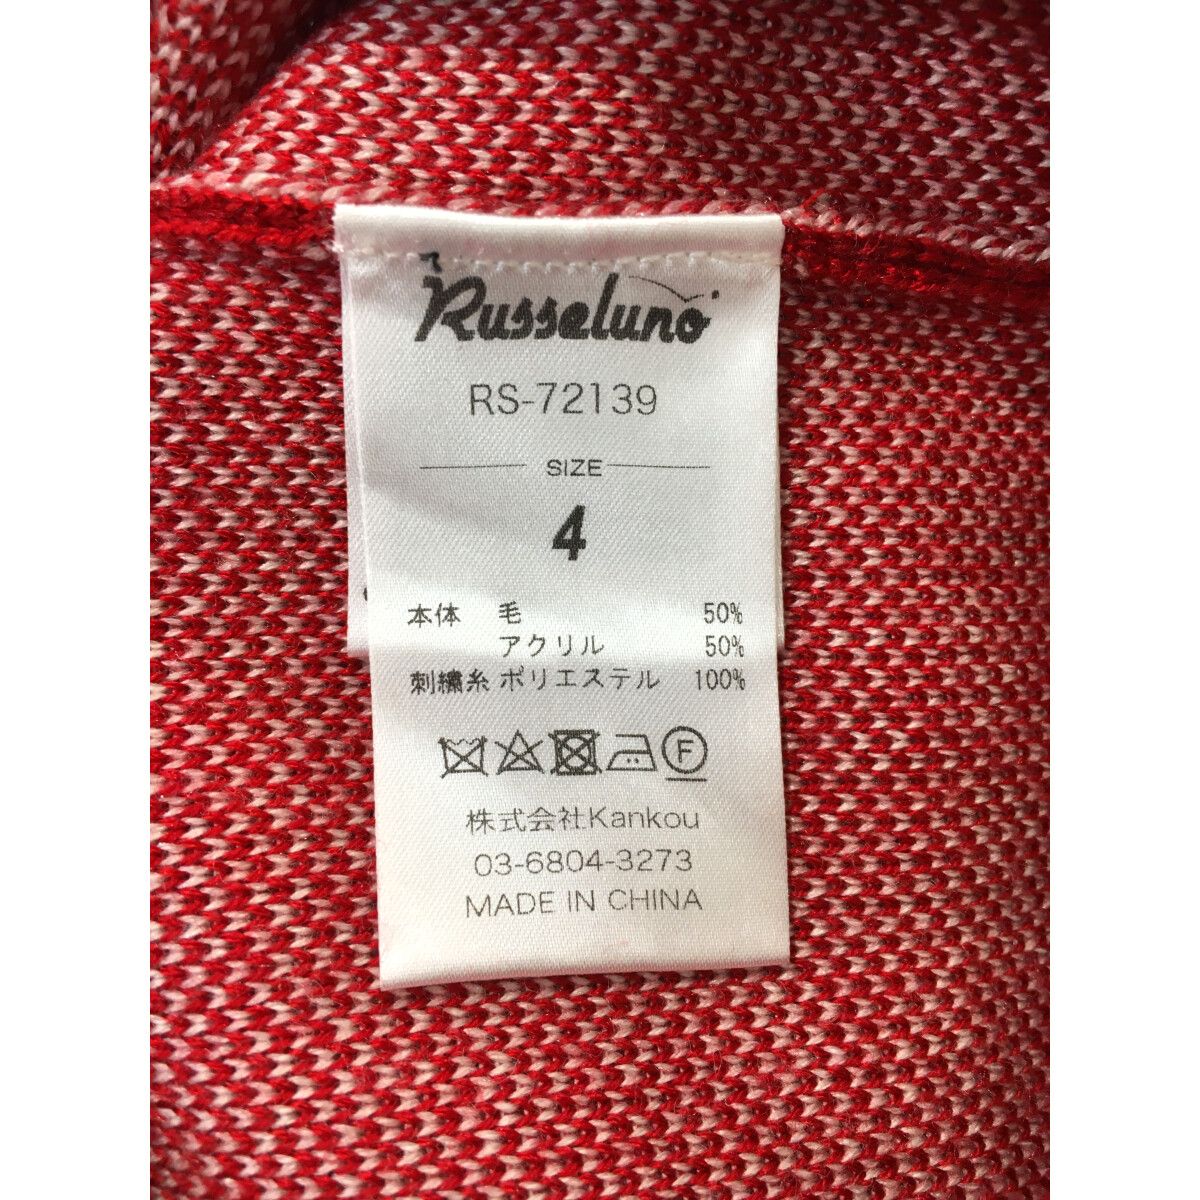 Russeluno
RS-72139
SIZE
4
本体 毛 50%
アクリル 50%
刺繍糸 ポリエステル 100%
F
株式会社Kankou
03-6804-3273
MADE IN CHINA